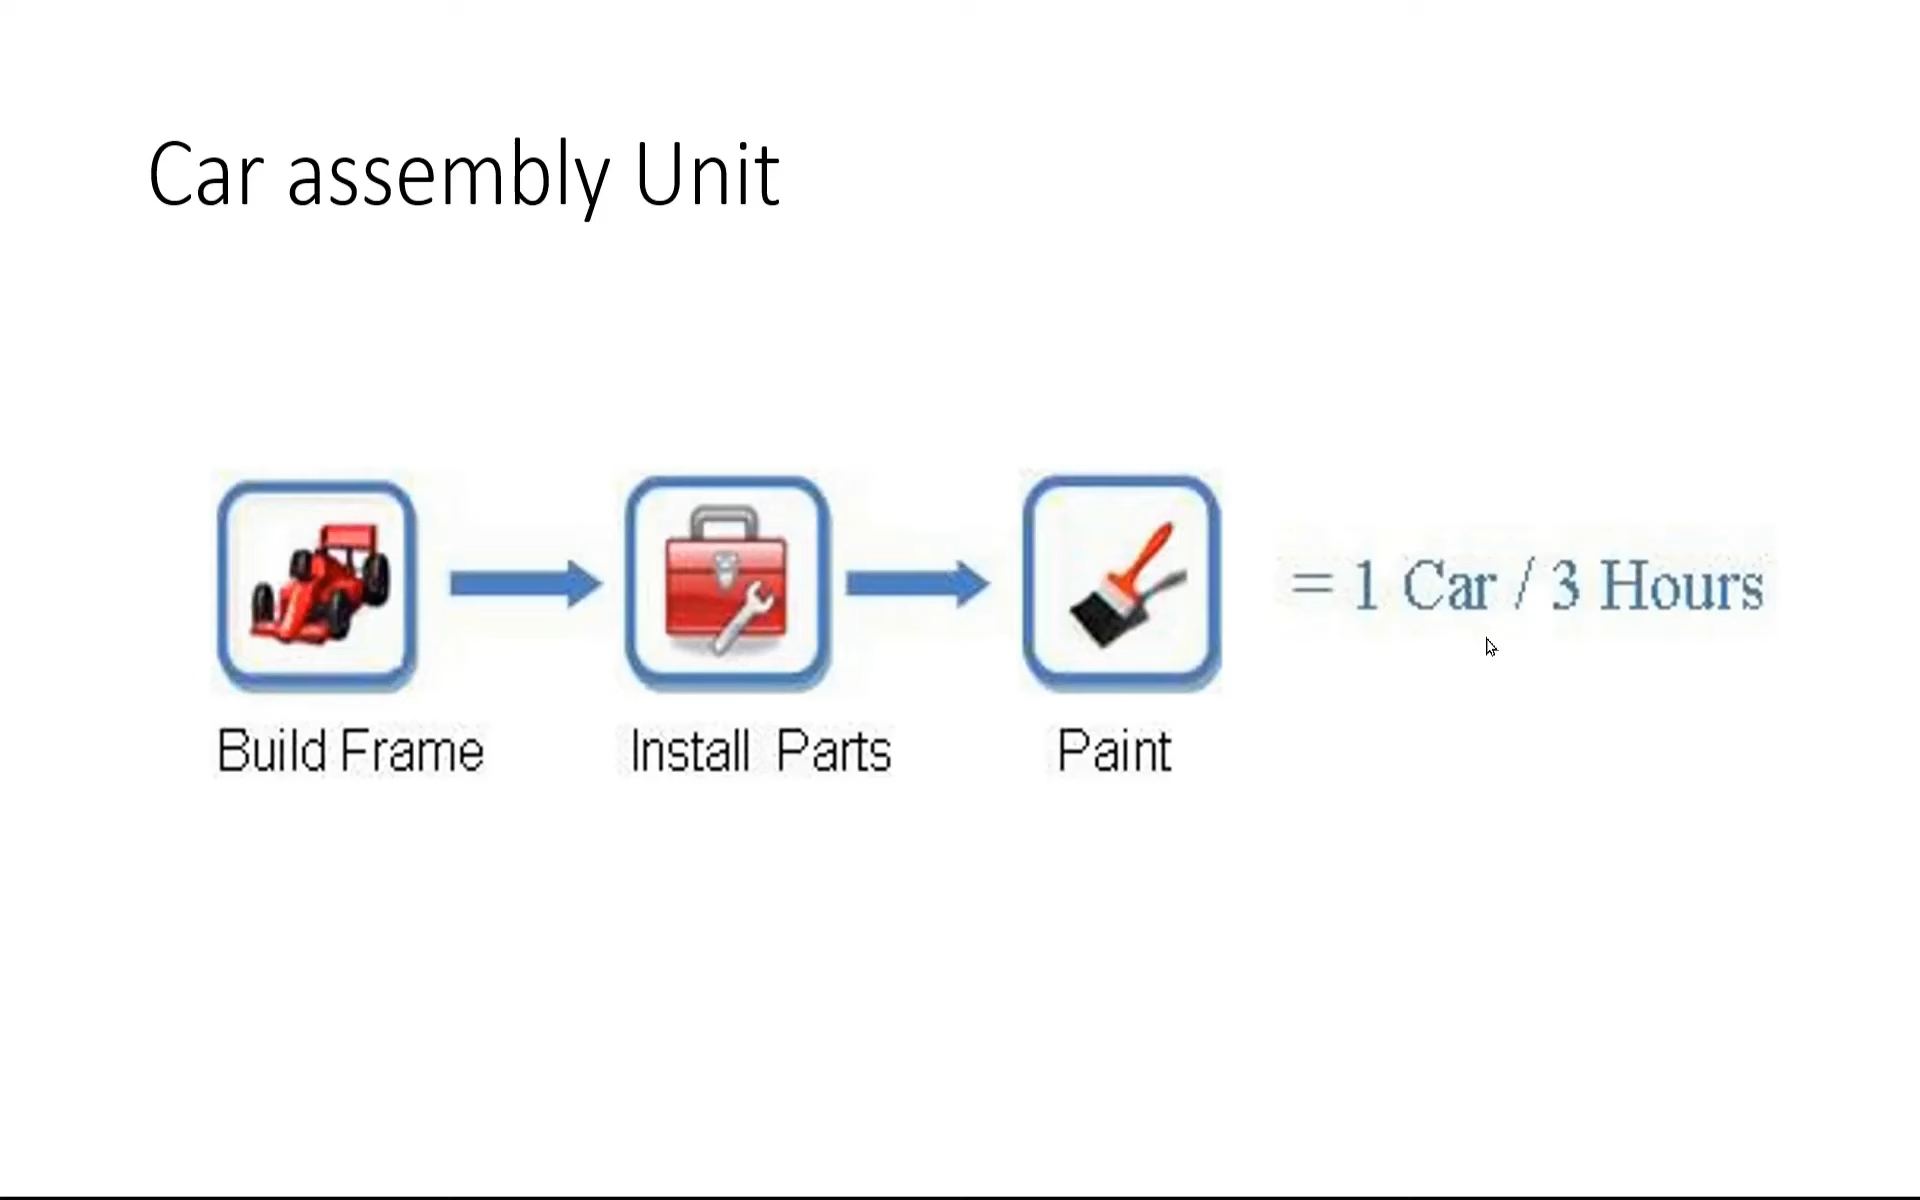 Car assembly Unit
= 1 Car / 3 Hours
Build Frame
Install Parts
Paint